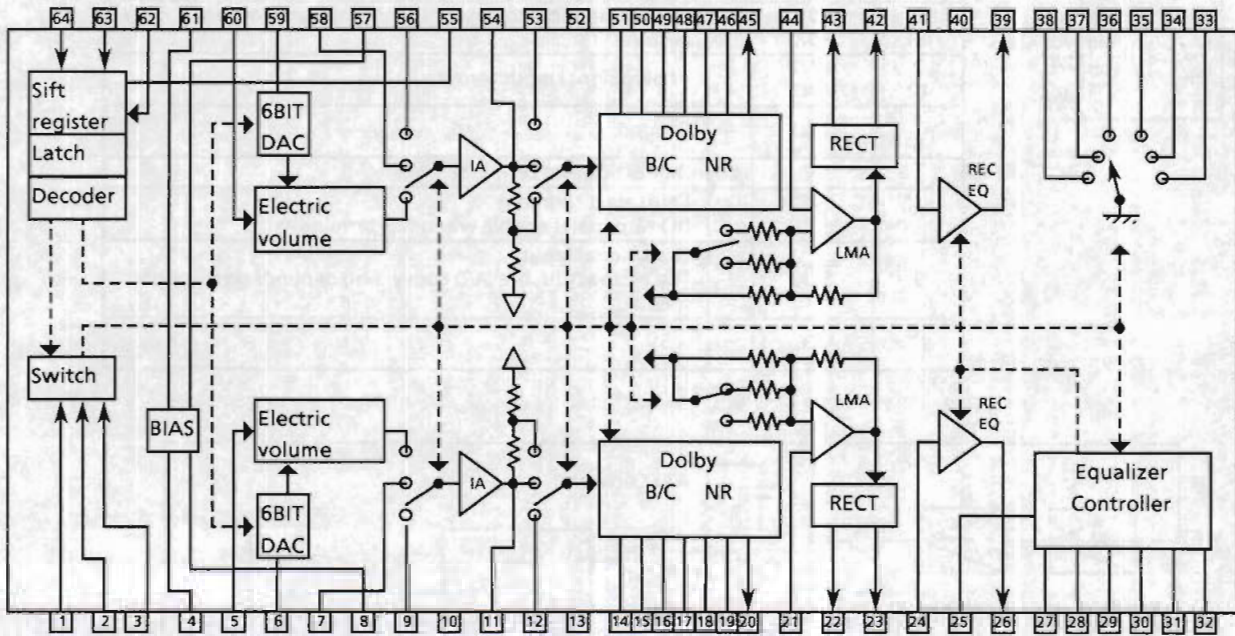 64 63 62 61 60 59 58 57 56 55 54 53 52 51 50 49 48 47 46 45 44 43 42 41 40 39 38 37 36 35 34 33
Sift
register
Latch
Decoder
6BIT
DAC
Electric
volume
IA
Dolby
B/C NR
RECT
LMA
REC
EQ
Switch
BIAS
Electric
volume
6BIT
DAC
IA
Dolby
B/C NR
LMA
RECT
REC
EQ
Equalizer
Controller
1 2 3 4 5 6 7 8 9 10 11 12 13 14 15 16 17 18 19 20 21 22 23 24 25 26 27 28 29 30 31 32